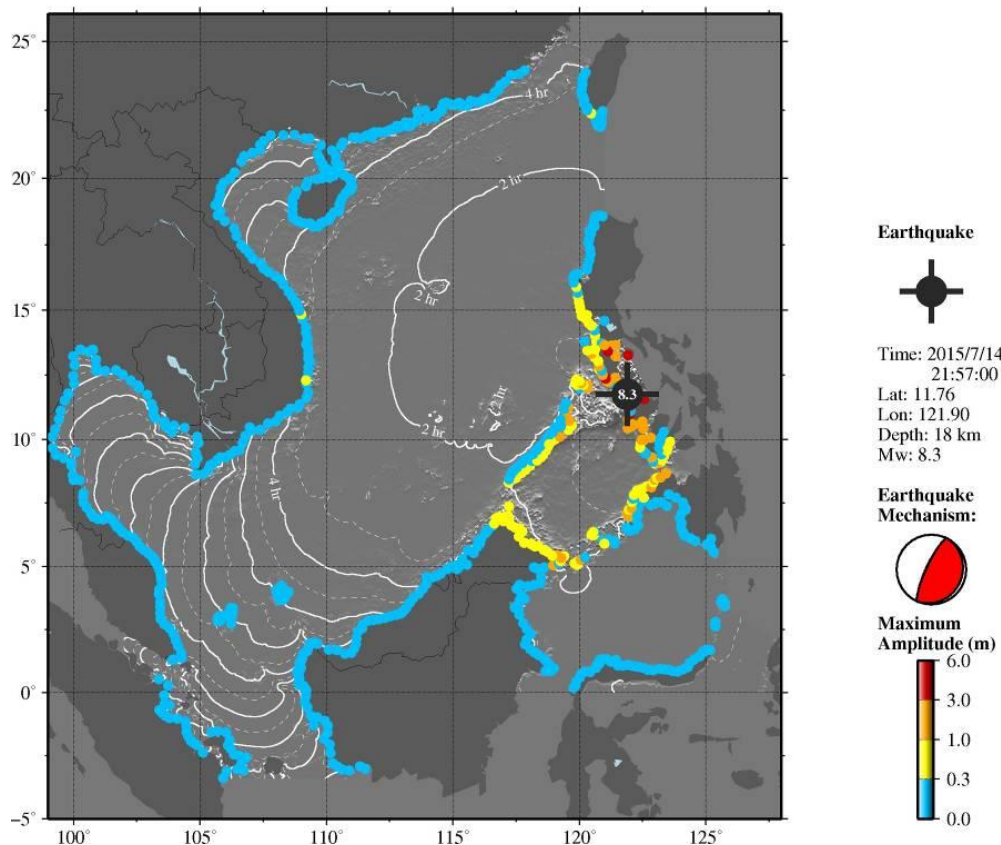 25°
20°
15°
10°
5°
0°
−5°
100°
105°
110°
115°
120°
125°
4 hr
2 hr
2 hr
2 hr
2 hr
4 hr
8.3
Earthquake
Time: 2015/7/14
21:57:00
Lat: 11.76
Lon: 121.90
Depth: 18 km
Mw: 8.3
Earthquake
Mechanism:
Maximum
Amplitude (m)
6.0
3.0
1.0
0.3
0.0